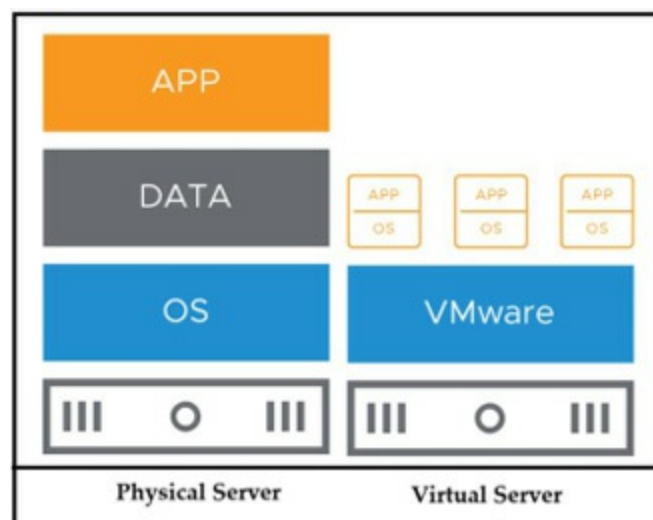 APP
DATA
APP APP APP
OS OS OS
OS VMware
Physical Server Virtual Server